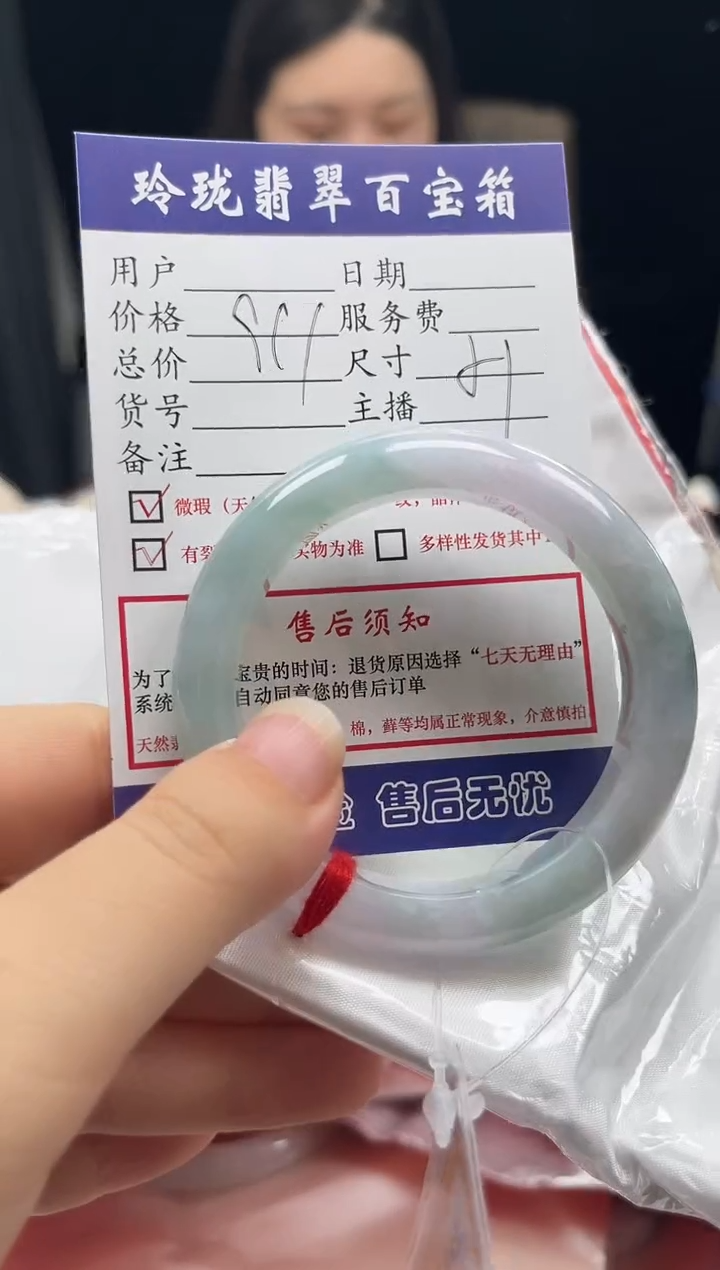 玲珑翡翠百宝箱
用户 日期
价格 服务费
总价 尺寸
货号 主播
备注
微瑕（天
有 实物为准 多样性发货其中
售后须知
为了 宝贵的时间：退货原因选择“七天无理由”
系统 自动同意您的售后订单
天然 棉，藓等均属正常现象，介意慎拍
售后无忧